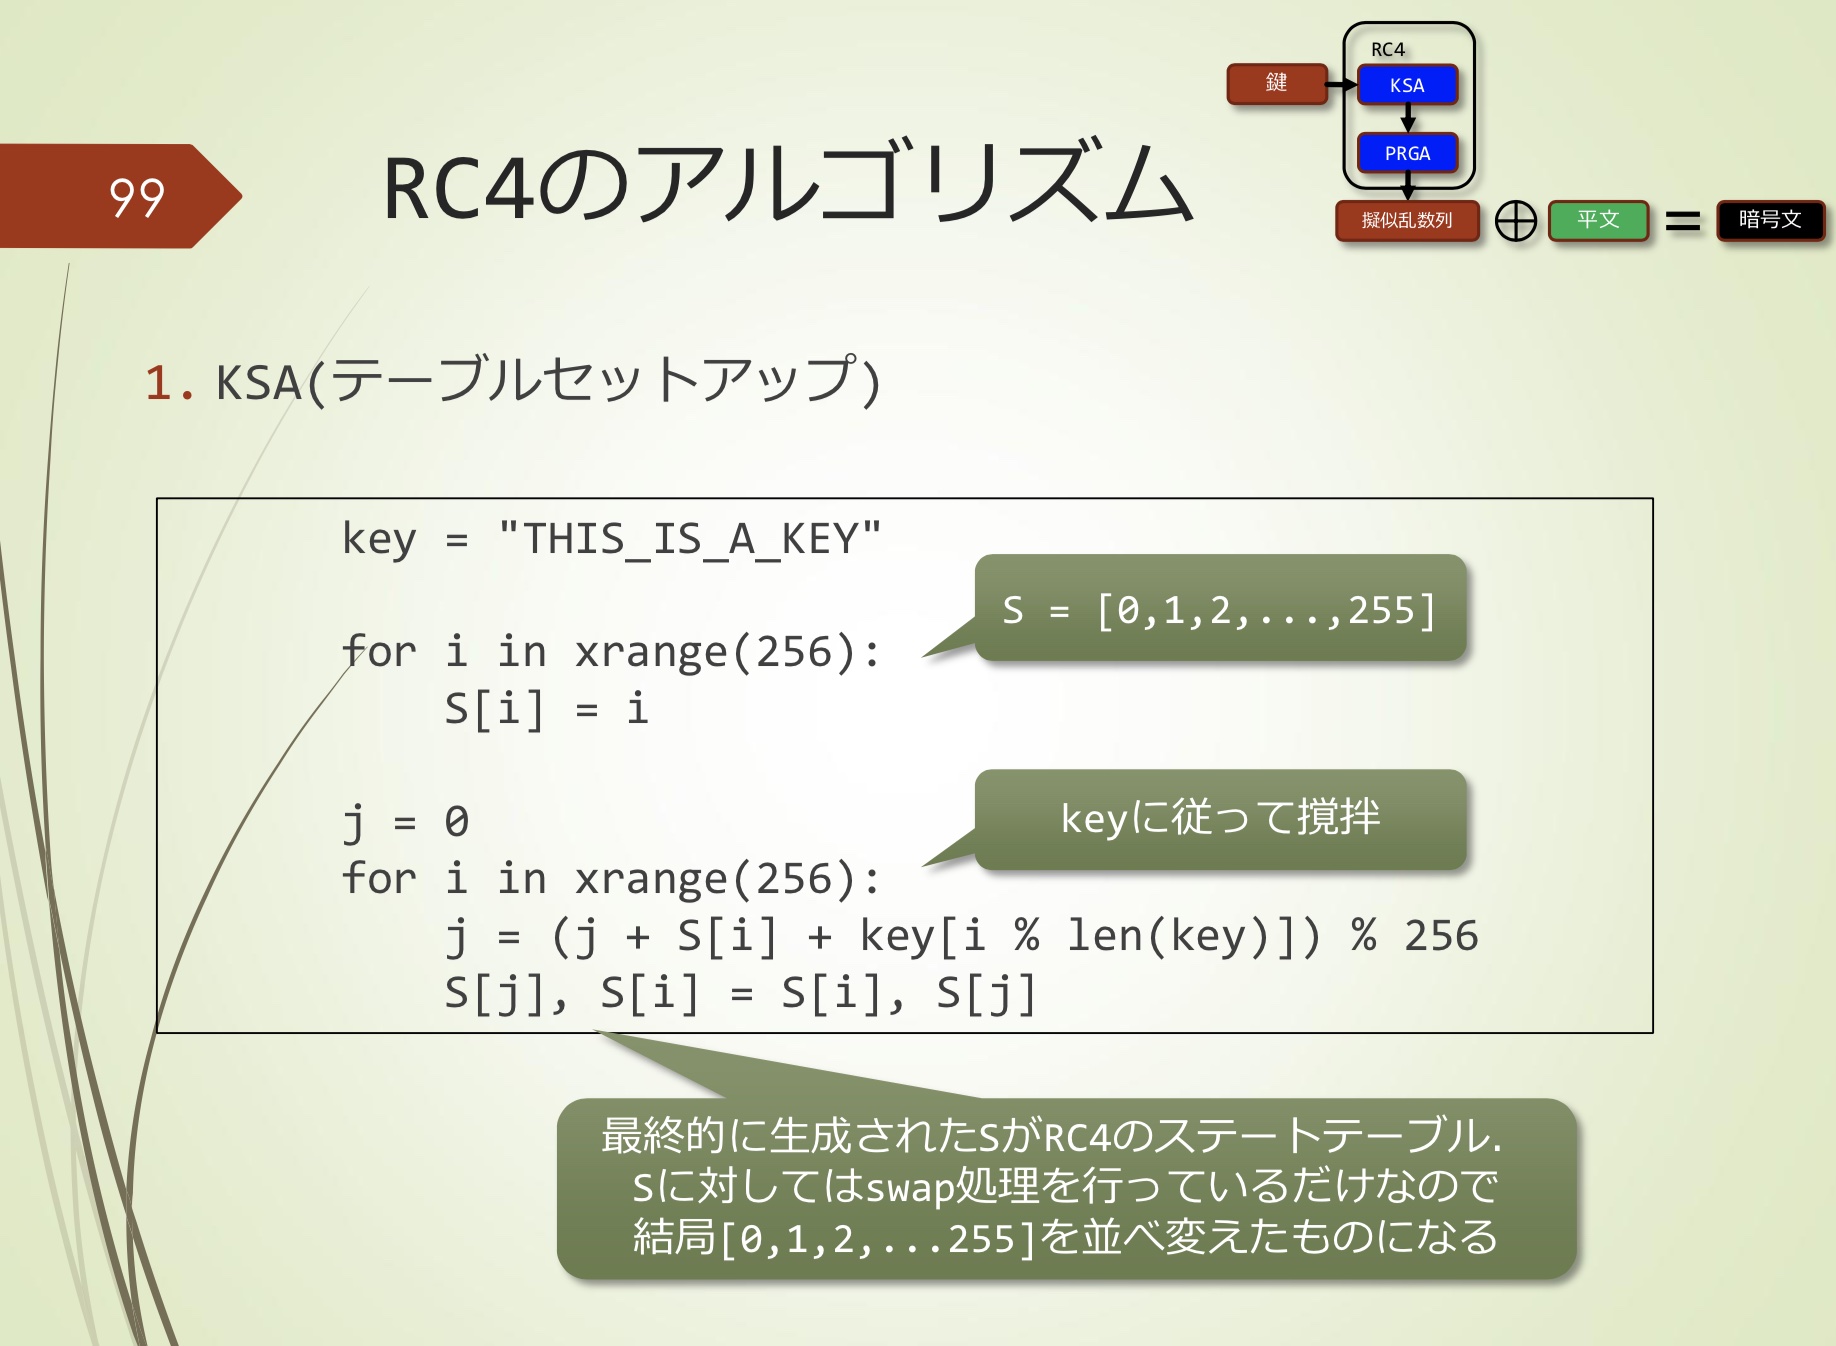 99
RC4のアルゴリズム
RC4
鍵
KSA
PRGA
擬似乱数列 ⊕ 平文 = 暗号文
1. KSA(テーブルセットアップ)
key = "THIS_IS_A_KEY"
S = [0,1,2,...,255]
for i in xrange(256):
    S[i] = i
j = 0
keyに従って撹拌
for i in xrange(256):
    j = (j + S[i] + key[i % len(key)]) % 256
    S[j], S[i] = S[i], S[j]
最終的に生成されたSがRC4のステートテーブル.
Sに対してはswap処理を行っているだけなので
結局[0,1,2,...255]を並べ変えたものになる